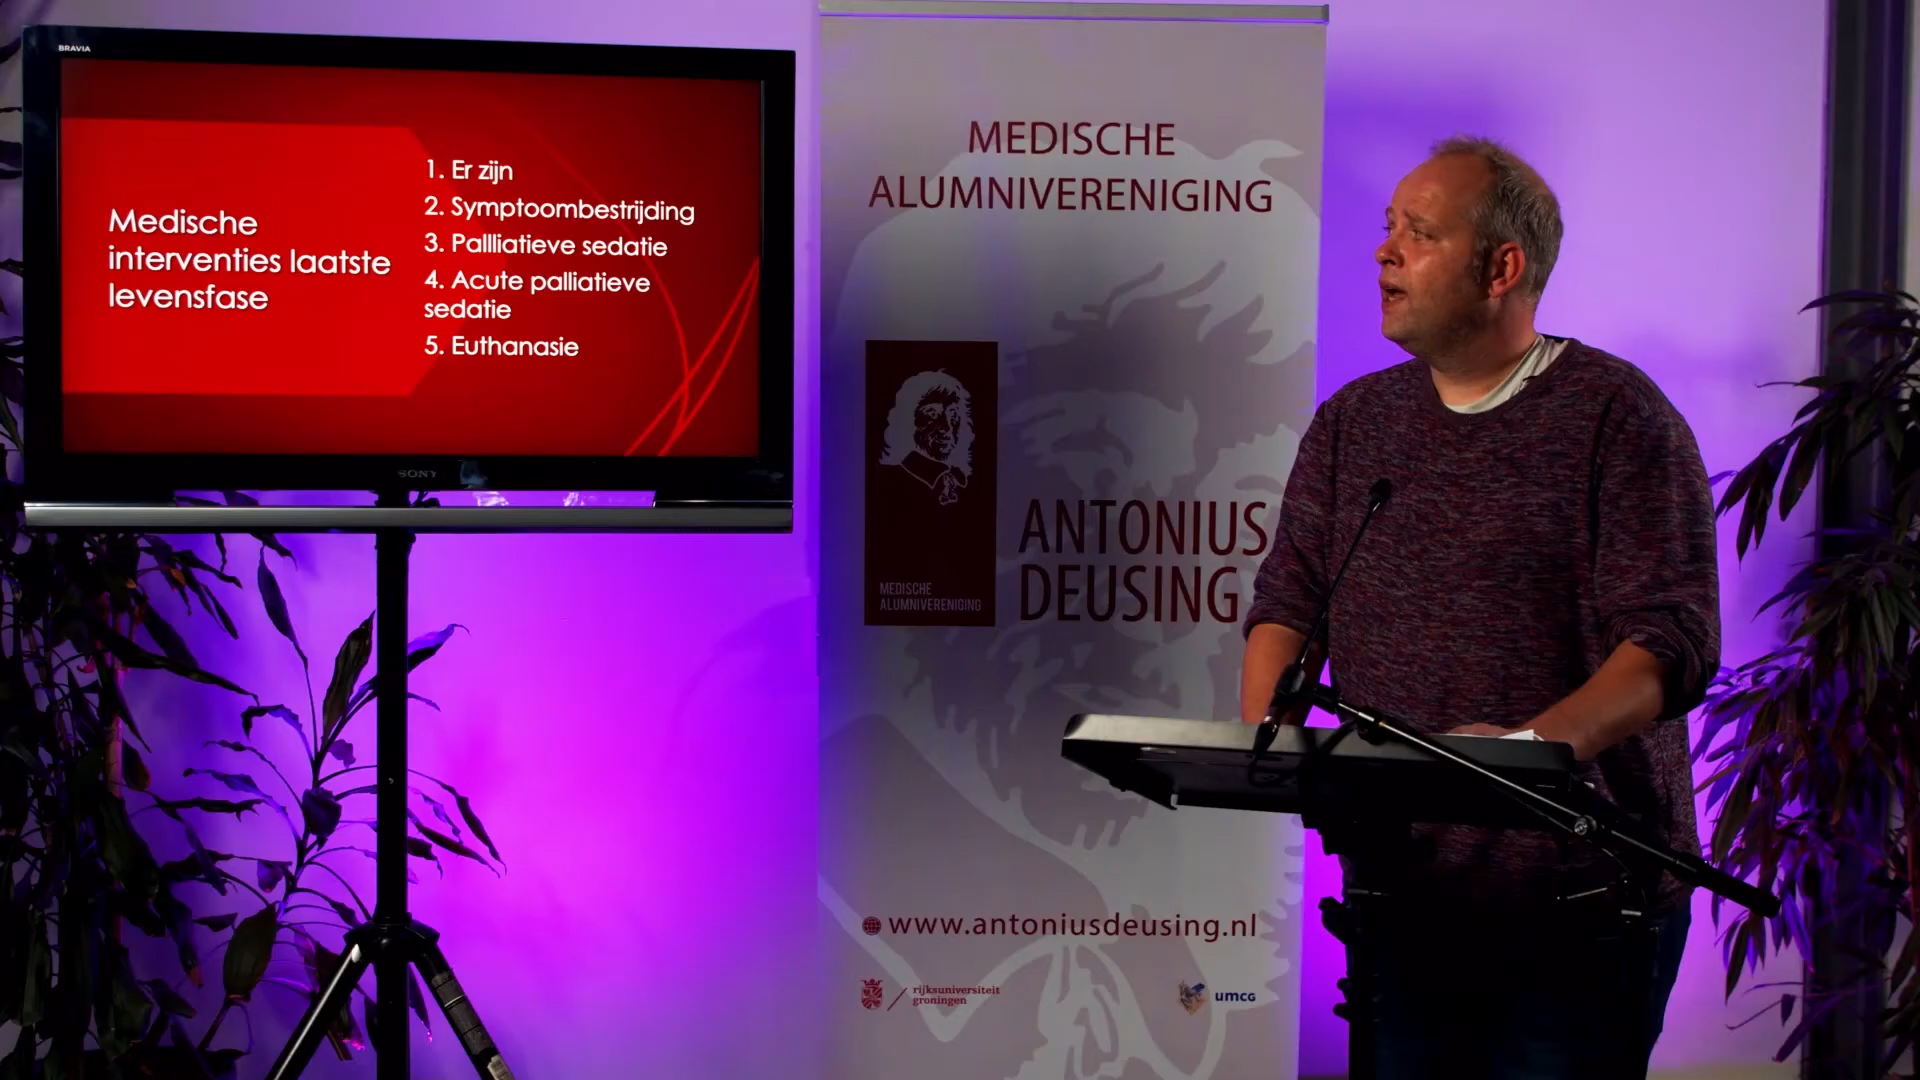 BRAVIA
Medische
interventies laatste
levensfase
1. Er zijn
2. Symptoombestrijding
3. Pallliatieve sedatie
4. Acute palliatieve
sedatie
5. Euthanasie
SONY
MEDISCHE
ALUMNIVERENIGING
MEDISCHE
ALUMNIVERENIGING
ANTONIUS
DEUSING
www.antoniusdeusing.nl
rijksuniversiteit
groningen
umcg